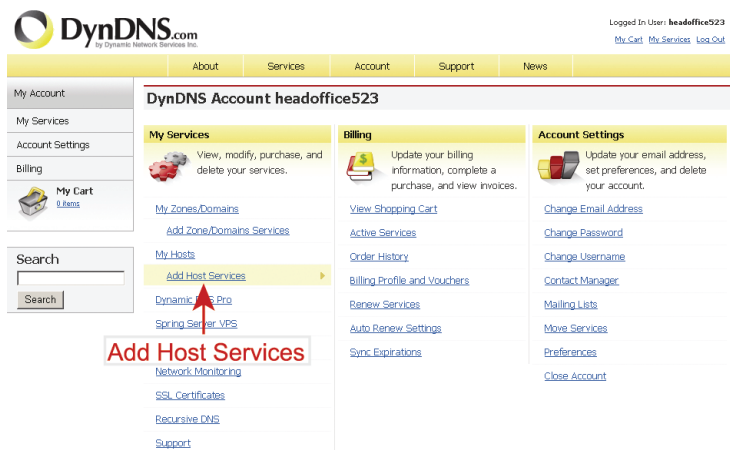 DynDNS.com
by Dynamic Network Services Inc.
Logged In User: headoffice523
My Cart My Services Log Out
About Services Account Support News
My Account
My Services
Account Settings
Billing
My Cart
0 items
Search
Search
DynDNS Account headoffice523
My Services
View, modify, purchase, and
delete your services.
My Zones/Domains
Add Zone/Domains Services
My Hosts
Add Host Services
Dynamic Pro
Spring Server VPS
Add Host Services
Network Monitoring
SSL Certificates
Recursive DNS
Support
Billing
Update your billing
information, complete a
purchase, and view invoices.
View Shopping Cart
Active Services
Order History
Billing Profile and Vouchers
Renew Services
Auto Renew Settings
Sync Expirations
Account Settings
Update your email address,
set preferences, and delete
your account.
Change Email Address
Change Password
Change Username
Contact Manager
Mailing Lists
Move Services
Preferences
Close Account